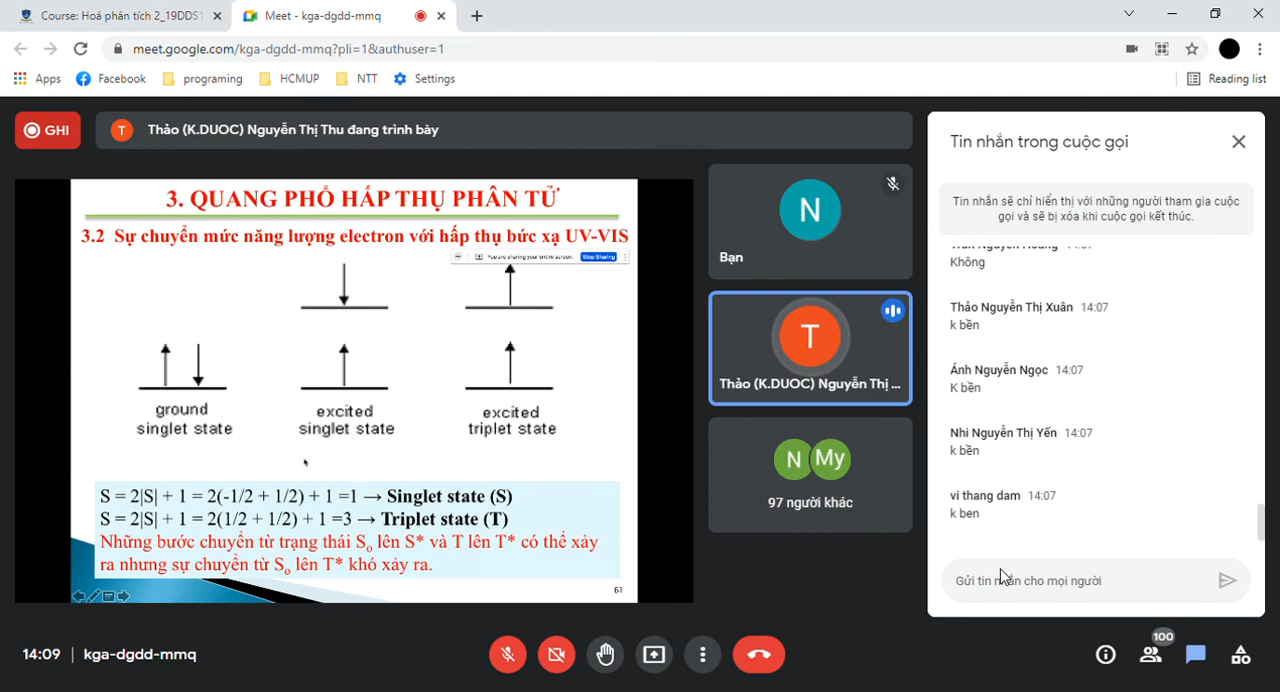 Course: Hoá phân tích 2_19DDS1
Meet - kga-dgdd-mmq
meet.google.com/kga-dgdd-mmq?pli=1&authuser=1
Apps
Facebook
programing
HCMUP
NTT
Settings
Reading list
GHI
T
Thảo (K.DUOC) Nguyễn Thị Thu đang trình bày
3. QUANG PHỔ HẤP THỤ PHÂN TỬ
3.2 Sự chuyển mức năng lượng electron với hấp thụ bức xạ UV-VIS
You are sharing your entire screen.
Stop Sharing
ground
singlet state
excited
singlet state
excited
triplet state
S = 2|S| + 1 = 2(-1/2 + 1/2) + 1 =1 → Singlet state (S)
S = 2|S| + 1 = 2(1/2 + 1/2) + 1 =3 → Triplet state (T)
Những bước chuyển từ trạng thái So lên S* và T lên T* có thể xảy
ra nhưng sự chuyển từ So lên T* khó xảy ra.
61
N
Bạn
T
Thảo (K.DUOC) Nguyễn Thị ...
N
My
97 người khác
Tin nhắn trong cuộc gọi
Tin nhắn sẽ chỉ hiển thị với những người tham gia cuộc
gọi và sẽ bị xóa khi cuộc gọi kết thúc.
Không
Thảo Nguyễn Thị Xuân 14:07
k bền
Ánh Nguyễn Ngọc 14:07
K bền
Nhi Nguyễn Thị Yến 14:07
k bền
vi thang dam 14:07
k ben
Gửi tin nhắn cho mọi người
14:09 | kga-dgdd-mmq
100